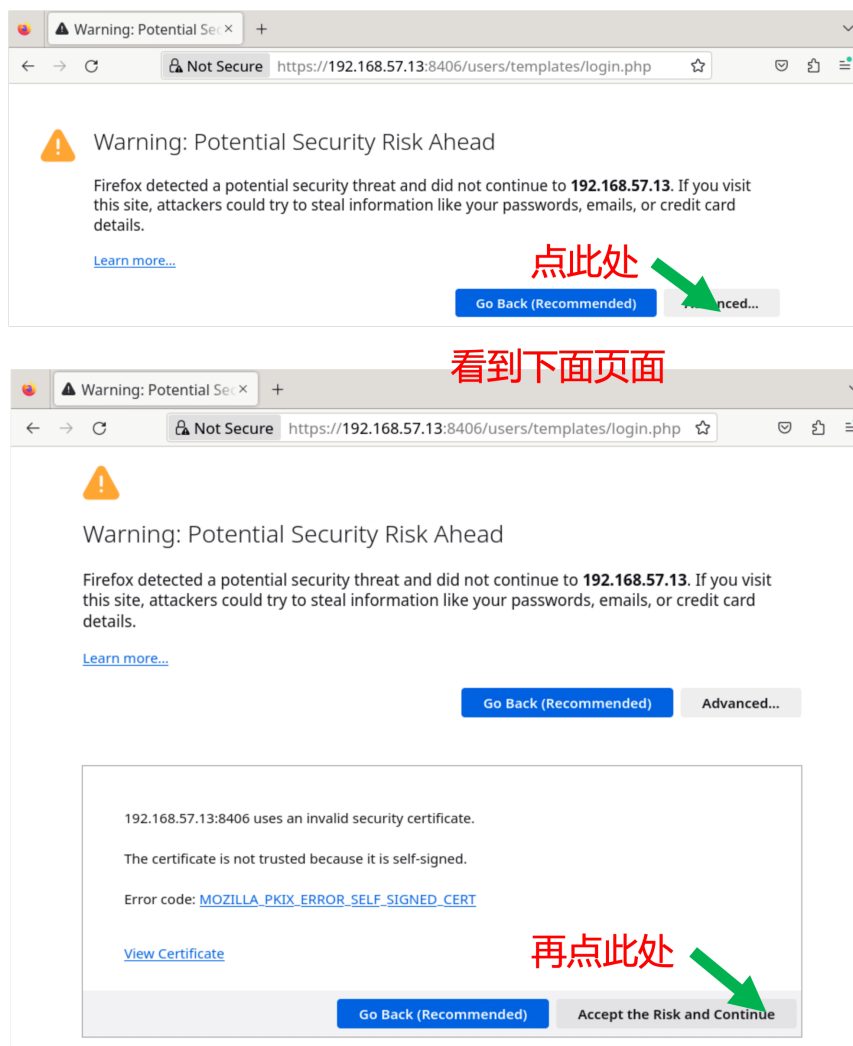 Warning: Potential Sec
Not Secure https://192.168.57.13:8406/users/templates/login.php
Warning: Potential Security Risk Ahead
Firefox detected a potential security threat and did not continue to 192.168.57.13. If you visit
this site, attackers could try to steal information like your passwords, emails, or credit card
details.
Learn more...
点此处
Go Back (Recommended)
看到下面页面
Warning: Potential Sec
Not Secure https://192.168.57.13:8406/users/templates/login.php
Warning: Potential Security Risk Ahead
Firefox detected a potential security threat and did not continue to 192.168.57.13. If you visit
this site, attackers could try to steal information like your passwords, emails, or credit card
details.
Learn more...
Go Back (Recommended) Advanced...
192.168.57.13:8406 uses an invalid security certificate.
The certificate is not trusted because it is self-signed.
Error code: MOZILLA_PKIX_ERROR_SELF_SIGNED_CERT
View Certificate
再点此处
Go Back (Recommended) Accept the Risk and Continue